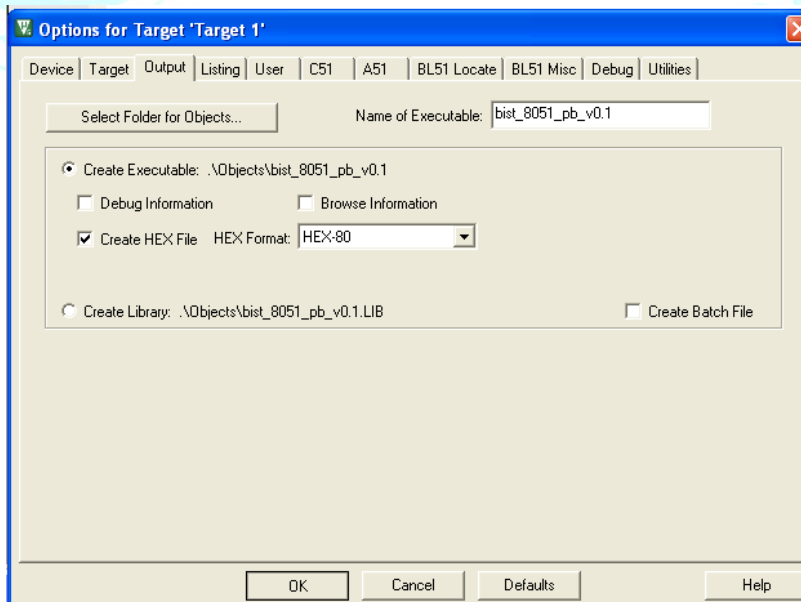 Options for Target 'Target 1'
Device Target Output Listing User C51 A51 BL51 Locate BL51 Misc Debug Utilities
Select Folder for Objects... Name of Executable: bist_8051_pb_v0.1
Create Executable: .\Objects\bist_8051_pb_v0.1
Debug Information Browse Information
Create HEX File HEX Format: HEX-80
Create Library: .\Objects\bist_8051_pb_v0.1.LIB Create Batch File
OK Cancel Defaults Help